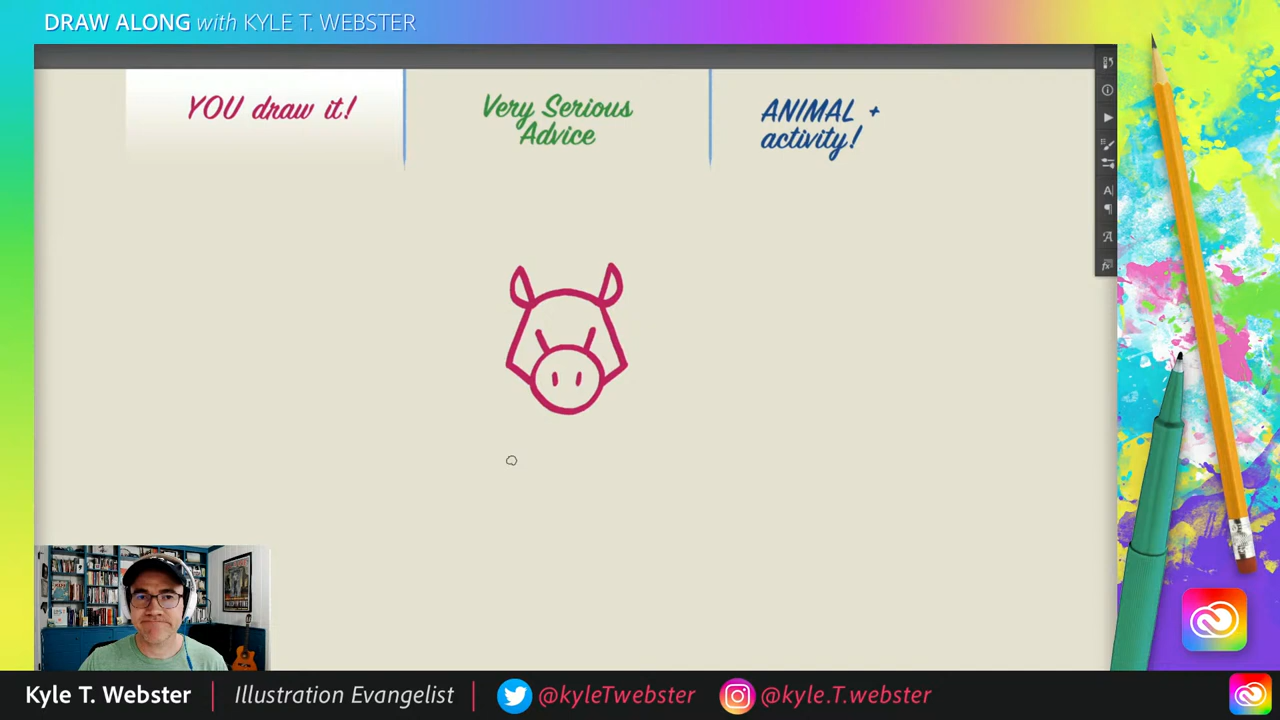 DRAW ALONG with KYLE T. WEBSTER
YOU draw it!
Very Serious
Advice
ANIMAL +
activity!
Kyle T. Webster
Illustration Evangelist
@kyleTwebster
@kyle.T.webster